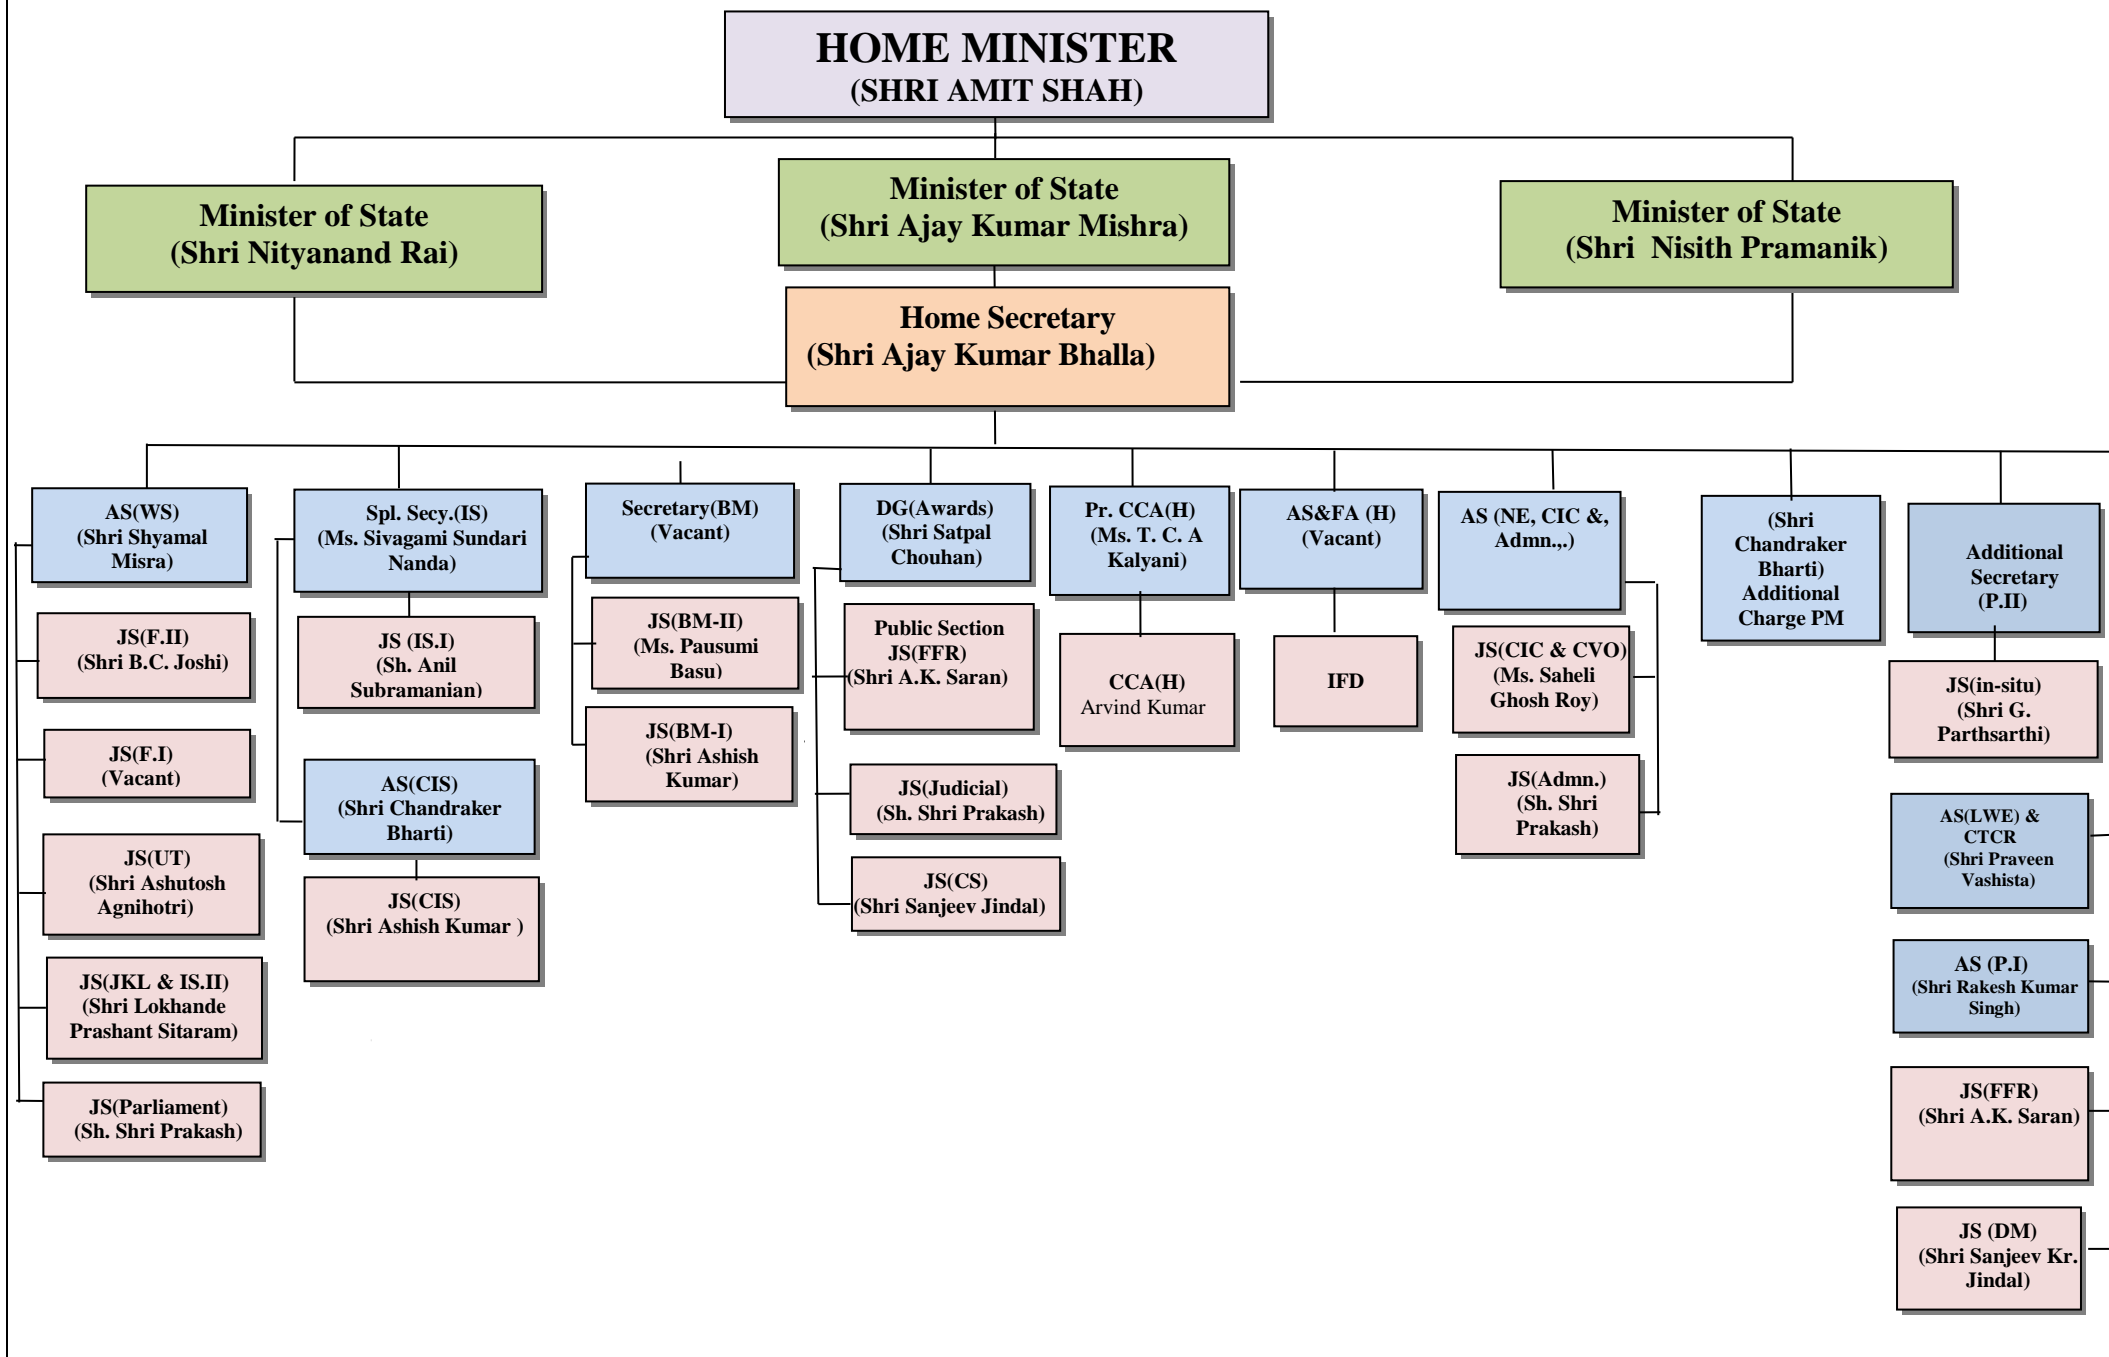 HOME MINISTER
(SHRI AMIT SHAH)
Minister of State
(Shri Nityanand Rai)
Minister of State
(Shri Ajay Kumar Mishra)
Minister of State
(Shri Nisith Pramanik)
Home Secretary
(Shri Ajay Kumar Bhalla)
AS(WS)
(Shri Shyamal
Misra)
JS(F.II)
(Shri B.C. Joshi)
JS(F.I)
(Vacant)
JS(UT)
(Shri Ashutosh
Agnihotri)
JS(JKL & IS.II)
(Shri Lokhande
Prashant Sitaram)
JS(Parliament)
(Sh. Shri Prakash)
Spl. Secy.(IS)
(Ms. Sivagami Sundari
Nanda)
JS (IS.I)
(Sh. Anil
Subramanian)
AS(CIS)
(Shri Chandraker
Bharti)
JS(CIS)
(Shri Ashish Kumar )
Secretary(BM)
(Vacant)
JS(BM-II)
(Ms. Pausumi
Basu)
JS(BM-I)
(Shri Ashish
Kumar)
DG(Awards)
(Shri Satpal
Chouhan)
Public Section
JS(FFR)
(Shri A.K. Saran)
JS(Judicial)
(Sh. Shri Prakash)
JS(CS)
(Shri Sanjeev Jindal)
Pr. CCA(H)
(Ms. T. C. A
Kalyani)
CCA(H)
Arvind Kumar
AS&FA (H)
(Vacant)
IFD
AS (NE, CIC &,
Admn.,.)
JS(CIC & CVO)
(Ms. Saheli
Ghosh Roy)
JS(Admn.)
(Sh. Shri
Prakash)
(Shri
Chandraker
Bharti)
Additional
Charge PM
Additional
Secretary
(P.II)
JS(in-situ)
(Shri G.
Parthsarthi)
AS(LWE) &
CTCR
(Shri Praveen
Vashista)
AS (P.I)
(Shri Rakesh Kumar
Singh)
JS(FFR)
(Shri A.K. Saran)
JS (DM)
(Shri Sanjeev Kr.
Jindal)